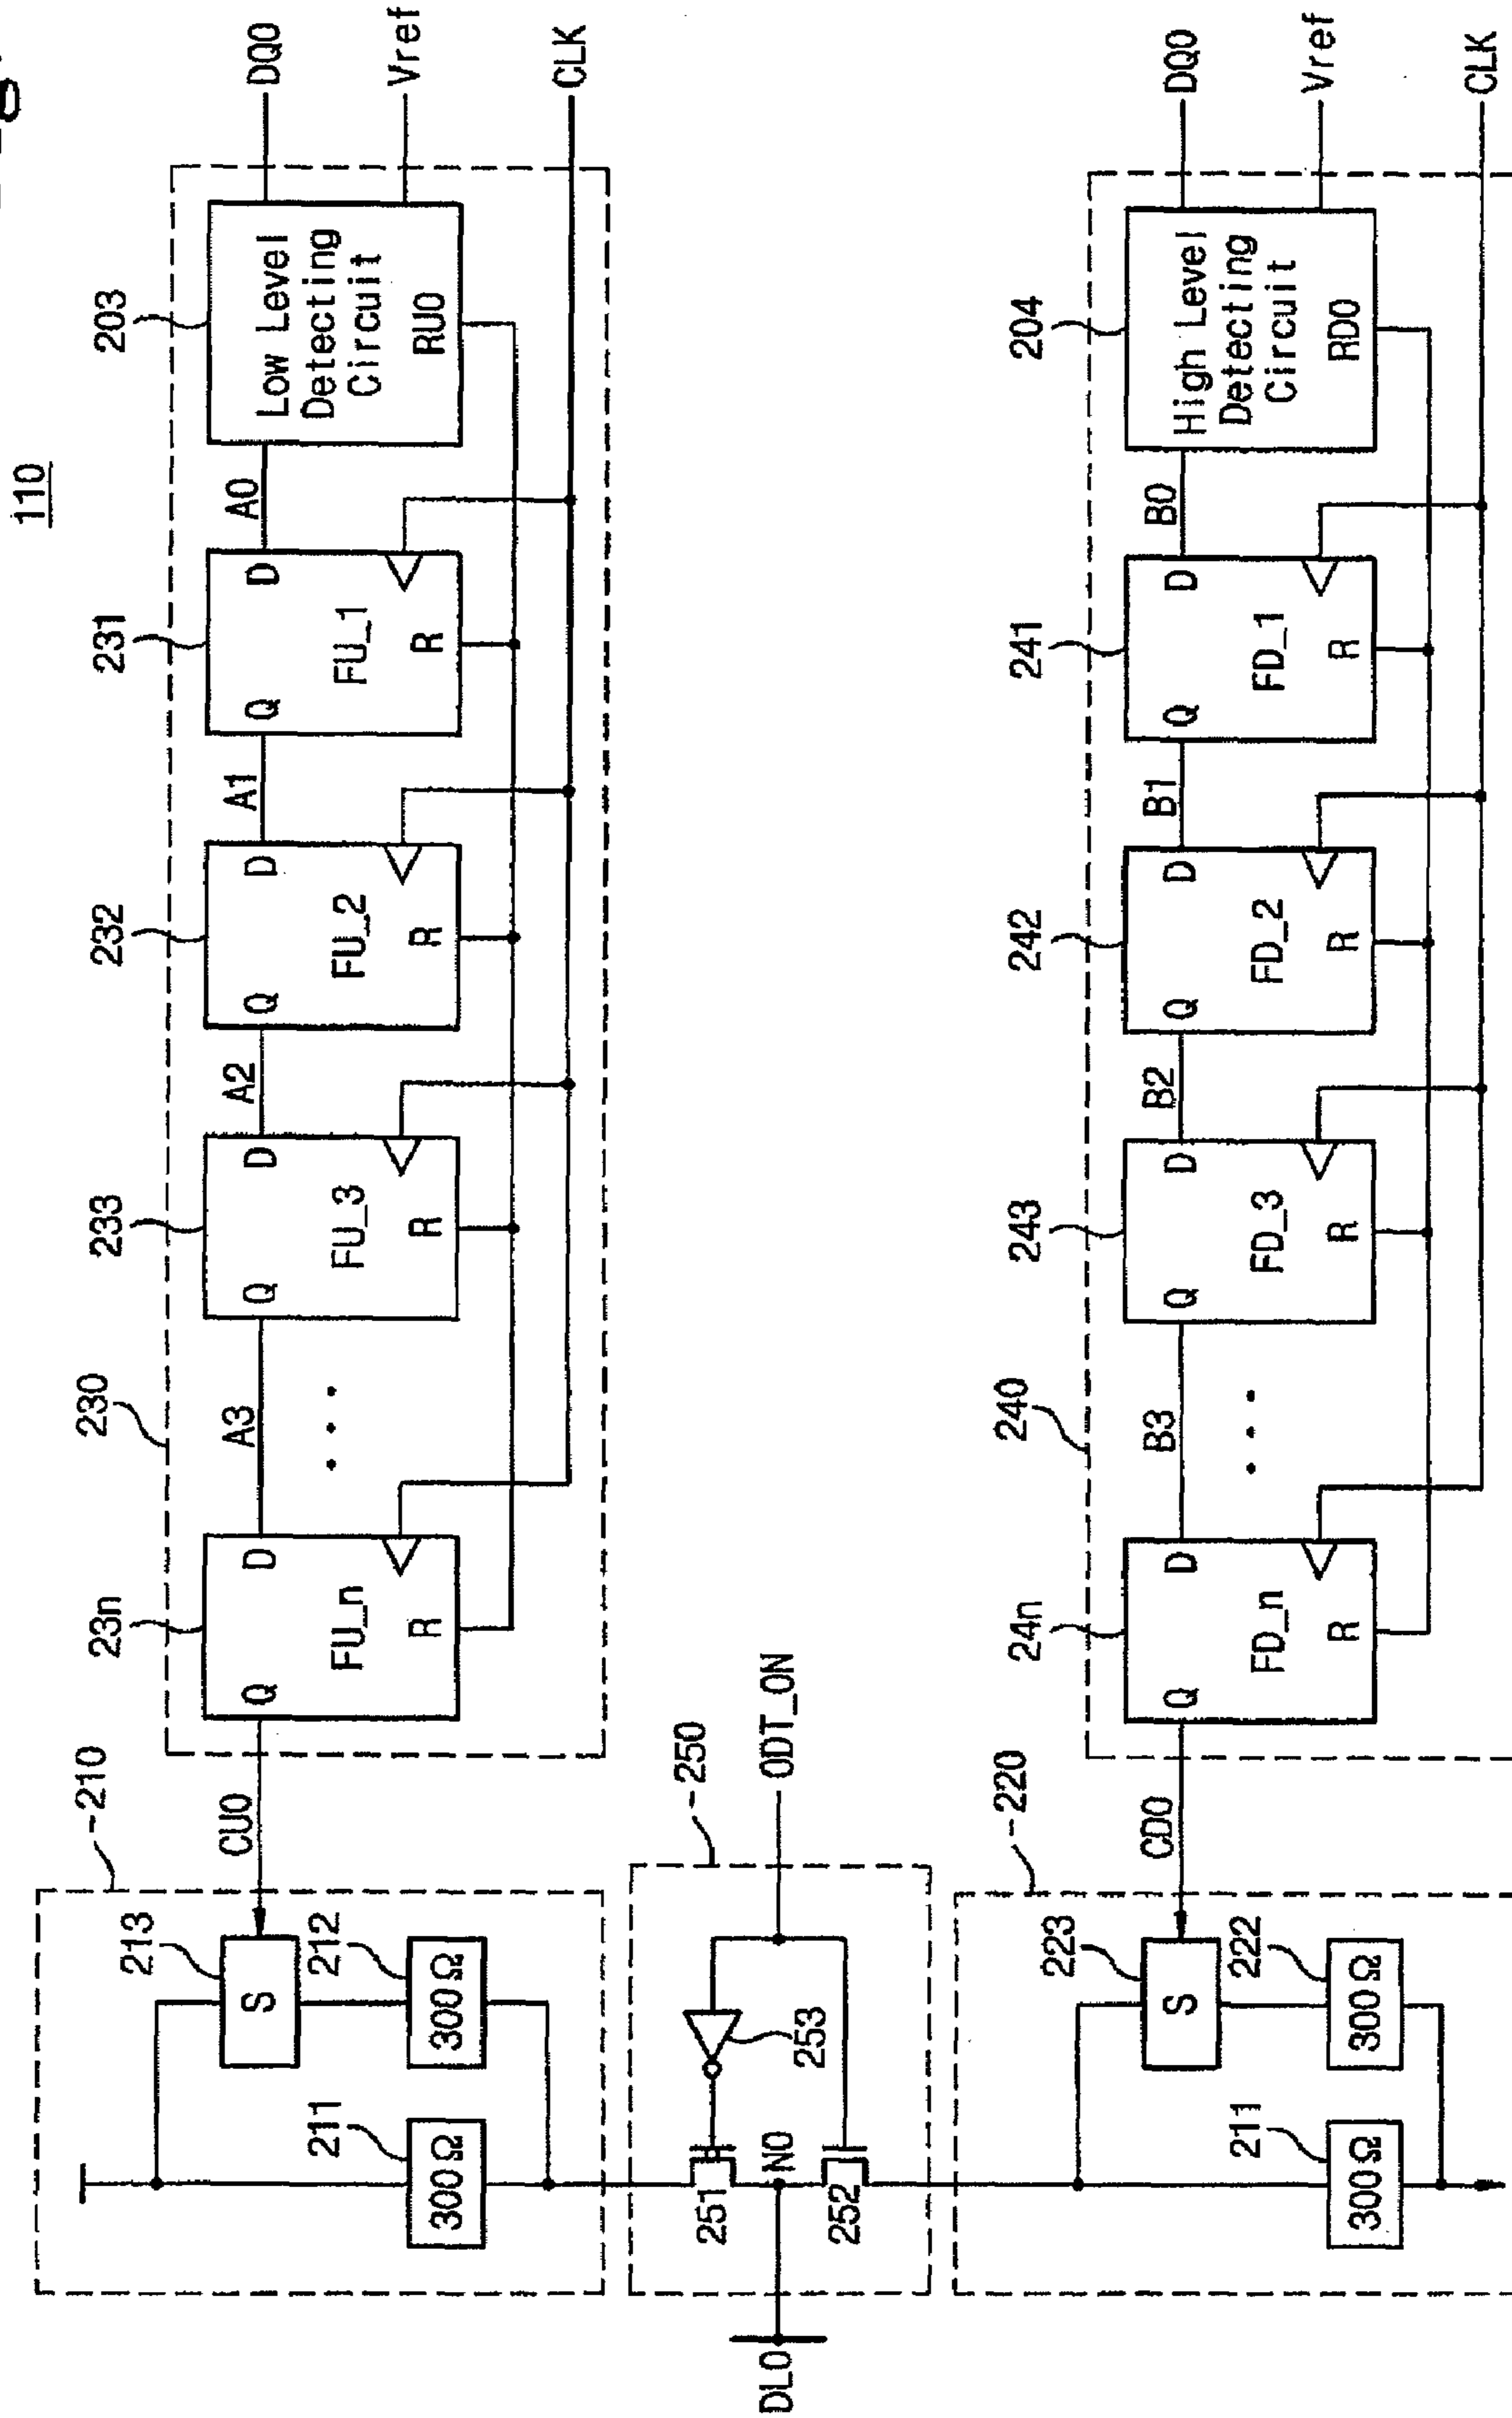 110
203
Low Level
Detecting
Circuit
RU0
DQ0
Vref
CLK
A0
231
D
Q
FU_1
R
A1
232
D
Q
FU_2
R
A2
233
D
Q
FU_3
R
A3
...
230
23n
D
Q
FU_n
R
CU0
210
213
S
212
300Ω
211
300Ω
250
ODT_ON
253
251
N0
252
DL0
204
High Level
Detecting
Circuit
RD0
DQ0
Vref
CLK
B0
241
D
Q
FD_1
R
B1
242
D
Q
FD_2
R
B2
243
D
Q
FD_3
R
B3
...
240
24n
D
Q
FD_n
R
CD0
220
223
S
222
300Ω
211
300Ω